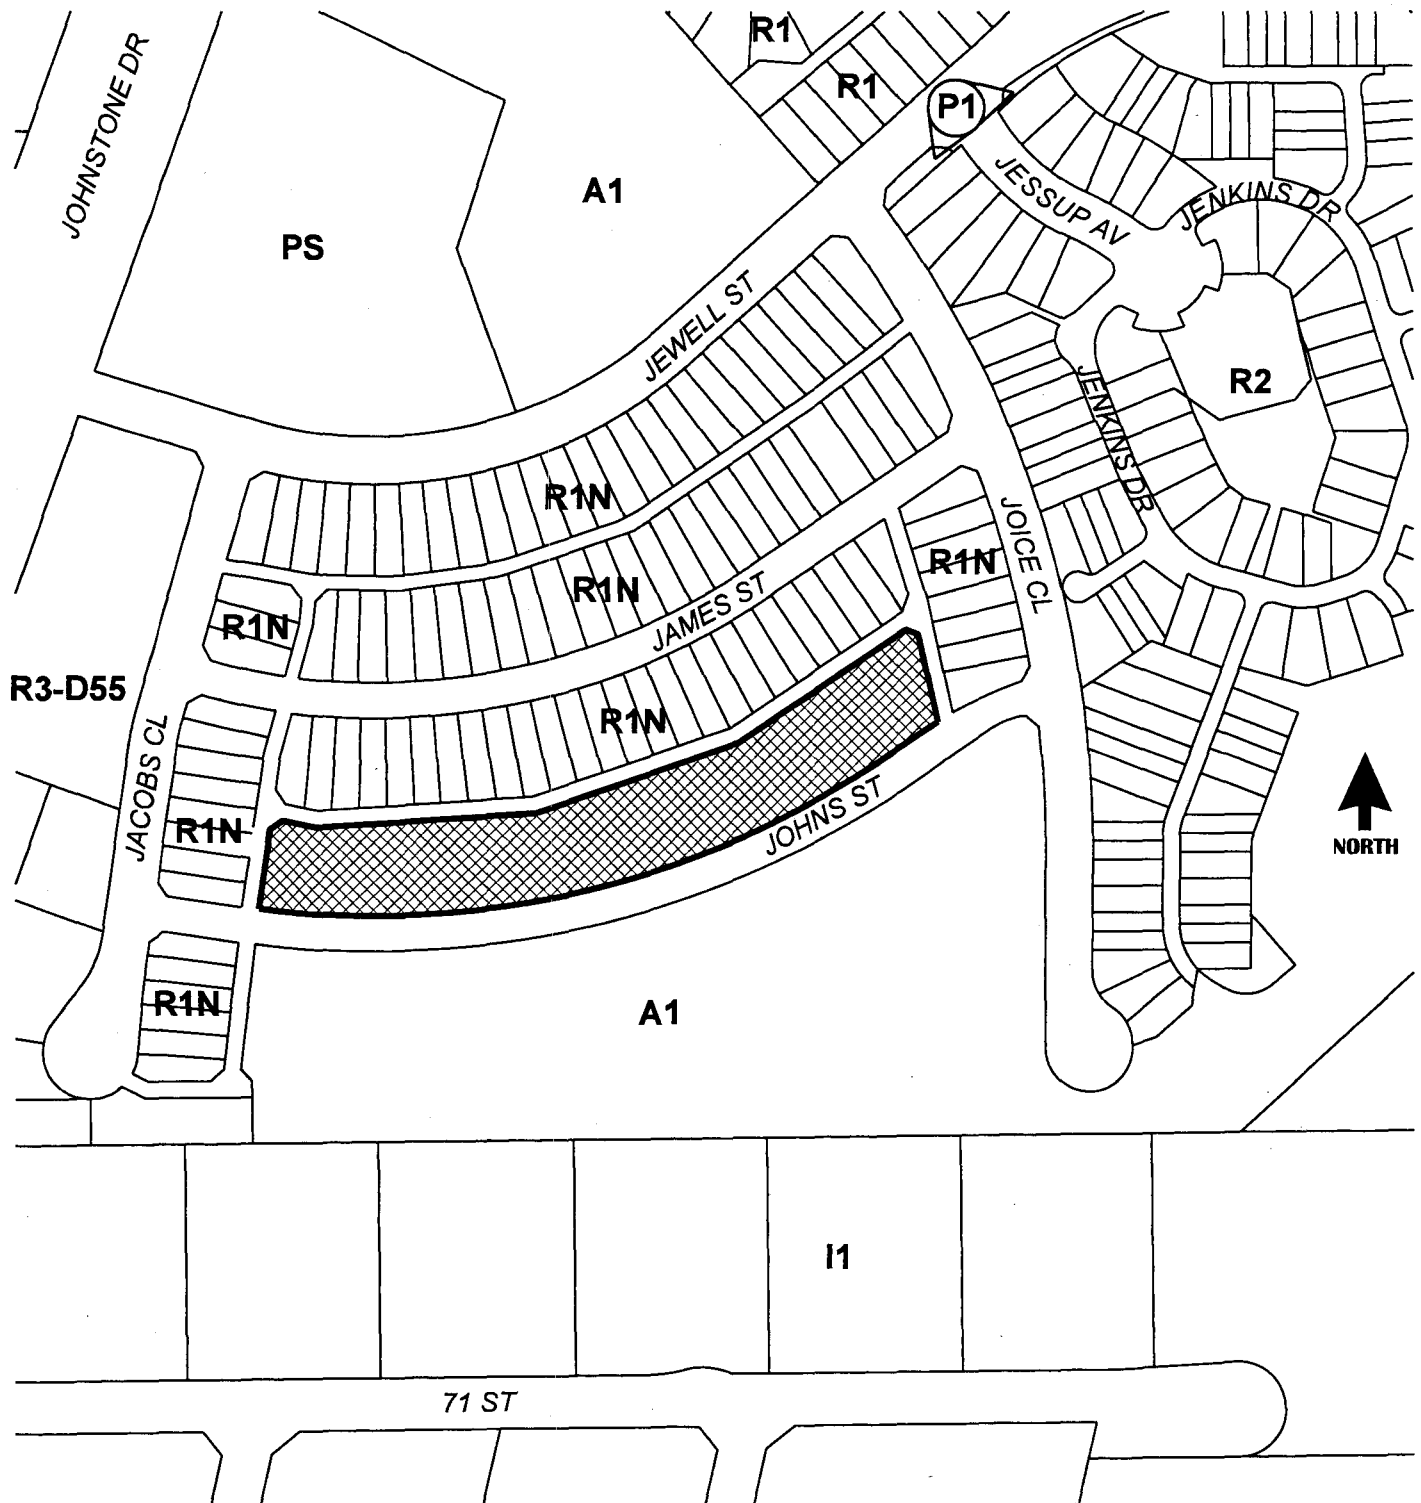 R1
JOHNSTONE DR
R1
P1
A1
JESSUP AV
JENKINS DR
PS
JEWELL ST
R2
JENKINS DR
R1N
JOICE CL
R1N
R1N
JAMES ST
R1N
R3-D55
R1N
JACOBS CL
R1N
JOHNS ST
NORTH
R1N
A1
I1
71 ST